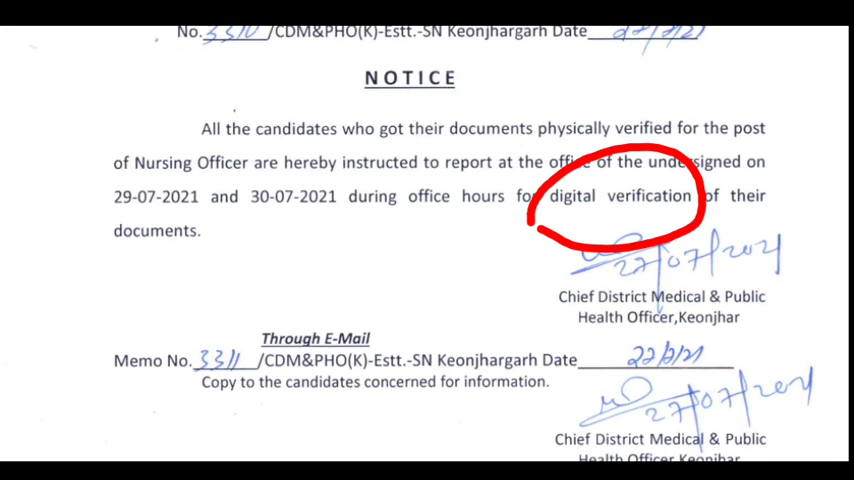 No. 3310/CDM&PHO(K)-Estt.-SN Keonjhargarh Date
NOTICE
All the candidates who got their documents physically verified for the post
of Nursing Officer are hereby instructed to report at the office of the undersigned on
29-07-2021 and 30-07-2021 during office hours for digital verification of their
documents.
27/07/2021
Chief District Medical & Public
Health Officer,Keonjhar
Through E-Mail
Memo No. 3311 /CDM&PHO(K)-Estt.-SN Keonjhargarh Date
Copy to the candidates concerned for information.
27/07/2021
Chief District Medical & Public
Health Officer Keonjhar